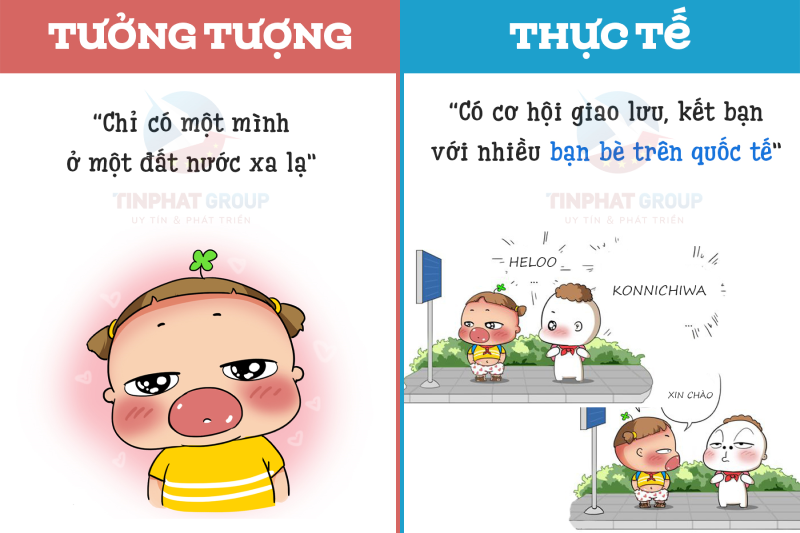 TƯỞNG TƯỢNG
"Chỉ có một mình
ở một đất nước xa lạ"
TINPHAT GROUP
UY TÍN & PHÁT TRIỂN
THỰC TẾ
"Có cơ hội giao lưu, kết bạn
với nhiều bạn bè trên quốc tế"
TINPHAT GROUP
UY TÍN & PHÁT TRIỂN
HELOO
...
KONNICHIWA
...
XIN CHÀO